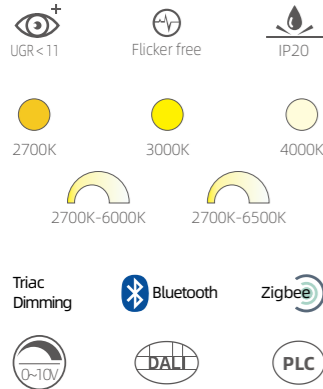 UGR<11 Flicker free IP20
2700K 3000K 4000K
2700K-6000K 2700K-6500K
Triac
Dimming
Bluetooth Zigbee
0~10V DALI PLC